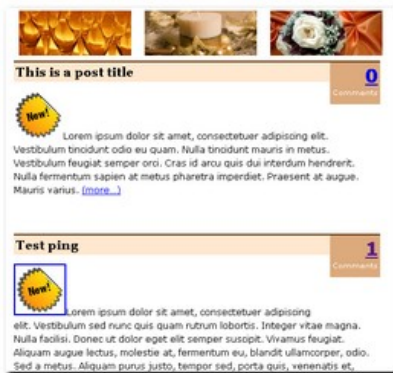 This is a post title
0
Comments
New!
Lorem ipsum dolor sit amet, consectetuer adipiscing elit.
Vestibulum tincidunt odio eu quam. Nulla tincidunt mauris in metus.
Vestibulum feugiat semper orci. Cras id arcu quis dui interdum hendrerit.
Nulla fermentum sapien at metus pharetra imperdiet. Praesent at augue.
Mauris varius. (more...)
Test ping
1
Comments
New!
Lorem ipsum dolor sit amet, consectetuer adipiscing
elit. Vestibulum sed nunc quis quam rutrum lobortis. Integer vitae magna.
Nulla facilisi. Donec ut dolor eget elit semper suscipit. Vivamus feugiat.
Aliquam augue lectus, molestie at, fermentum eu, blandit ullamcorper, odio.
Sed a metus. Aliquam purus justo, tempor sed, porta quis, venenatis et,